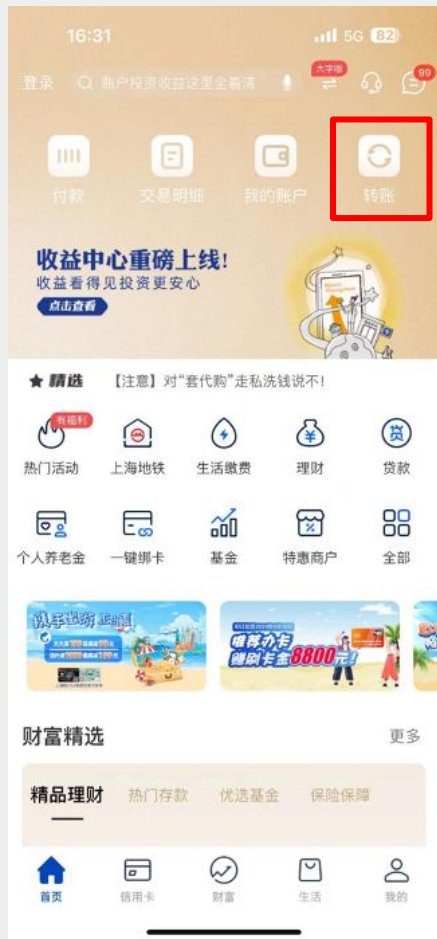 16:31
5G 82
登录 账户投资收益这里全看清 大字版 99
付款 交易明细 我的账户 转账
收益中心重磅上线!
收益看得见投资更安心
点击查看
★ 精选 【注意】对“套代购”走私洗钱说不!
有福利
热门活动 上海地铁 生活缴费 理财 贷款
个人养老金 一键绑卡 基金 特惠商户 全部
携手出游 正当潮
推荐办卡
赚刷卡金8800元!
财富精选 更多
精品理财 热门存款 优选基金 保险保障
首页 信用卡 财富 生活 我的